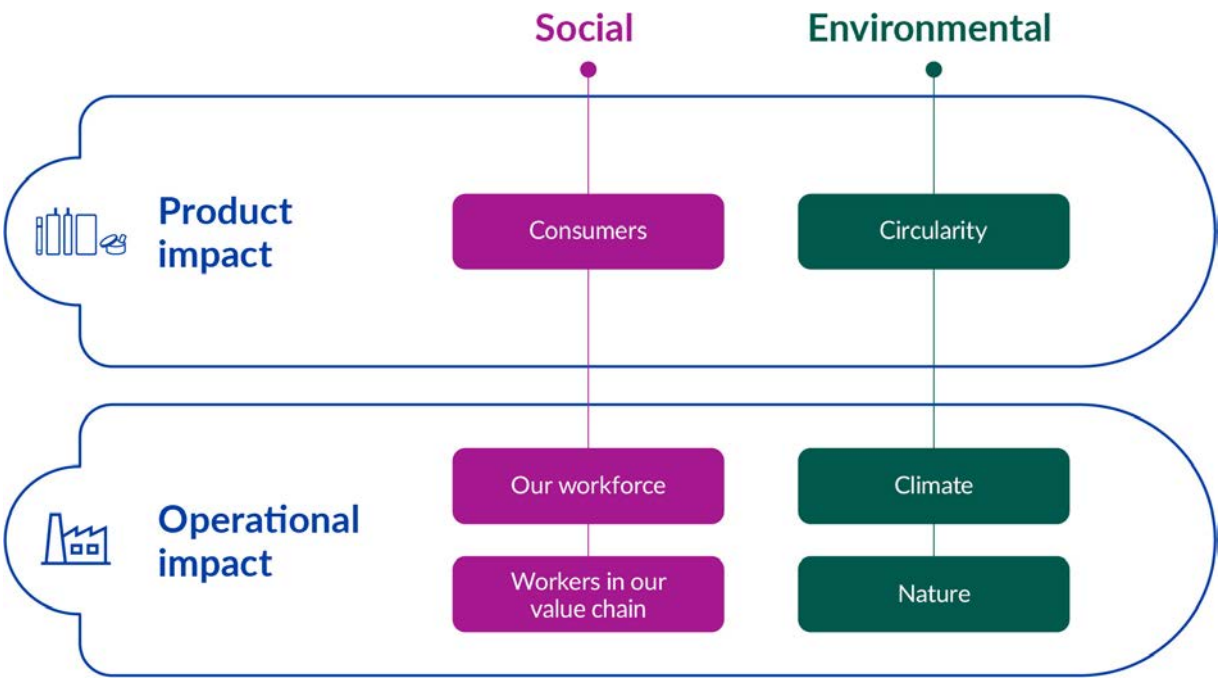 Social
Environmental
Product
impact
Consumers
Circularity
Operational
impact
Our workforce
Climate
Workers in our
value chain
Nature